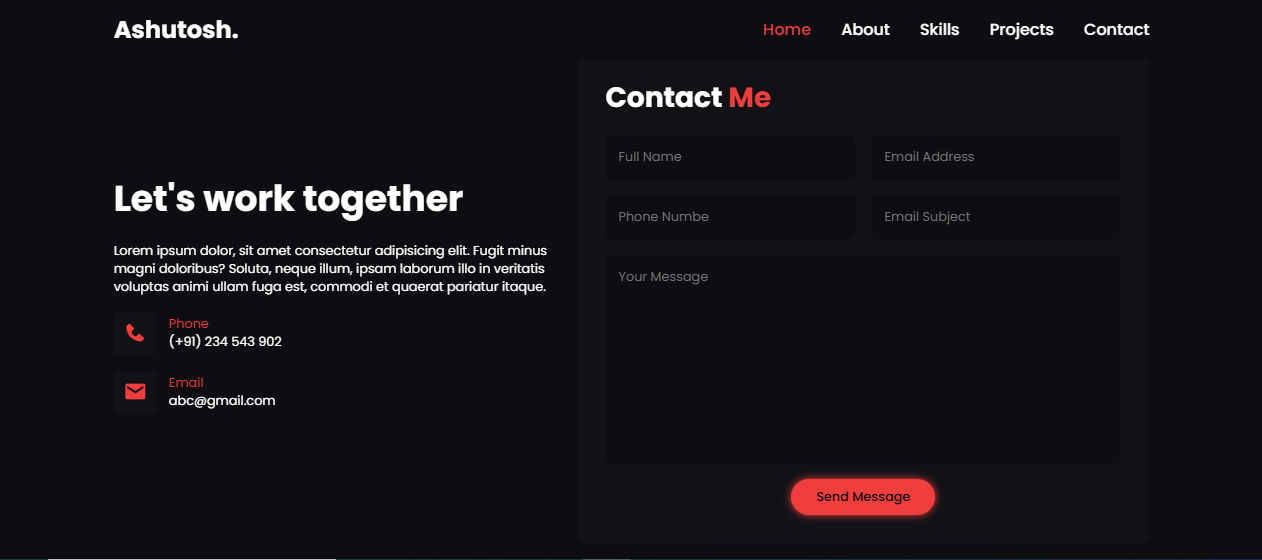 Ashutosh.
Home About Skills Projects Contact
Let's work together
Lorem ipsum dolor, sit amet consectetur adipisicing elit. Fugit minus
magni doloribus? Soluta, neque illum, ipsam laborum illo in veritatis
voluptas animi ullam fuga est, commodi et quaerat pariatur itaque.
Phone
(+91) 234 543 902
Email
abc@gmail.com
Contact Me
Full Name
Email Address
Phone Numbe
Email Subject
Your Message
Send Message